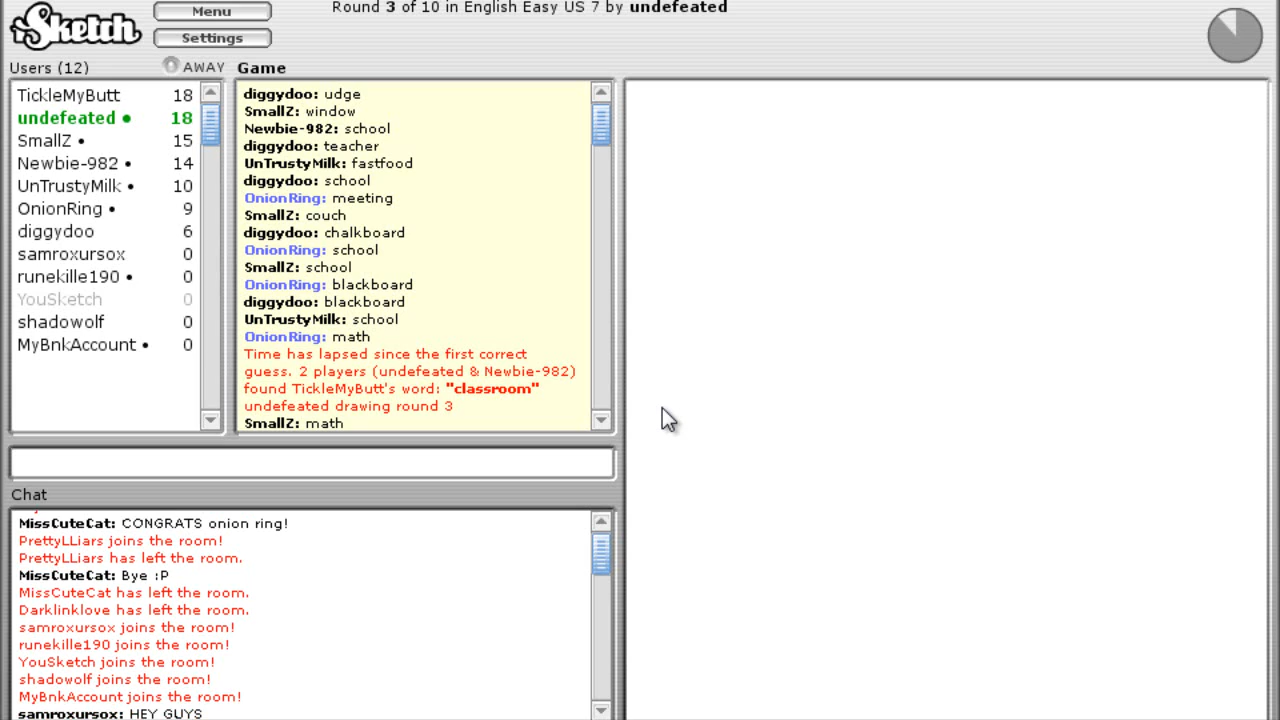 iSketch
Menu
Settings
Round 3 of 10 in English Easy US 7 by undefeated
Users (12)
AWAY
Game
TickleMyButt 18
undefeated • 18
SmallZ • 15
Newbie-982 • 14
UnTrustyMilk • 10
OnionRing • 9
diggydoo 6
samroxursox 0
runekille190 • 0
YouSketch 0
shadowolf 0
MyBnkAccount • 0
diggydoo: udge
SmallZ: window
Newbie-982: school
diggydoo: teacher
UnTrustyMilk: fastfood
diggydoo: school
OnionRing: meeting
SmallZ: couch
diggydoo: chalkboard
OnionRing: school
SmallZ: school
OnionRing: blackboard
diggydoo: blackboard
UnTrustyMilk: school
OnionRing: math
Time has lapsed since the first correct
guess. 2 players (undefeated & Newbie-982)
found TickleMyButt's word: "classroom"
undefeated drawing round 3
SmallZ: math
Chat
MissCuteCat: CONGRATS onion ring!
PrettyLLiars joins the room!
PrettyLLiars has left the room.
MissCuteCat: Bye :P
MissCuteCat has left the room.
Darklinklove has left the room.
samroxursox joins the room!
runekille190 joins the room!
YouSketch joins the room!
shadowolf joins the room!
MyBnkAccount joins the room!
samroxursox: HEY GUYS